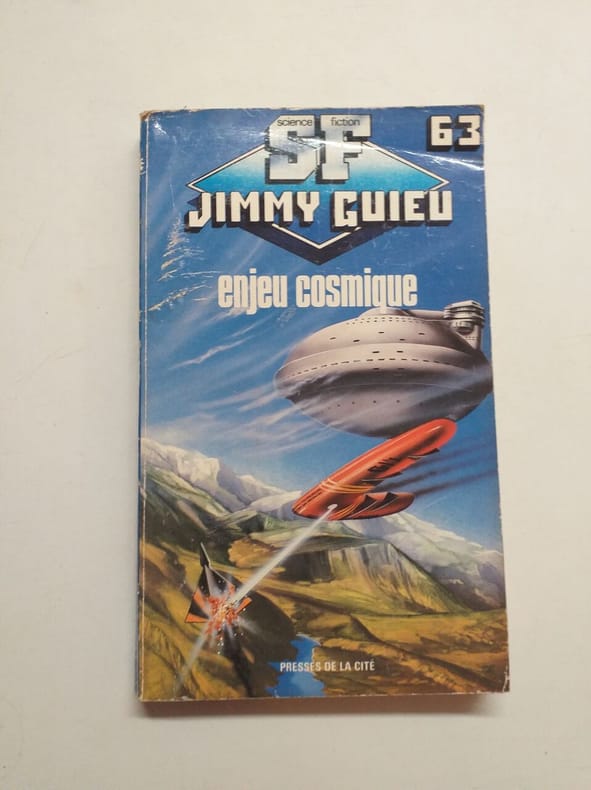 science fiction
SF
63
JIMMY GUIEU
enjeu cosmique
PRESSES DE LA CITÉ